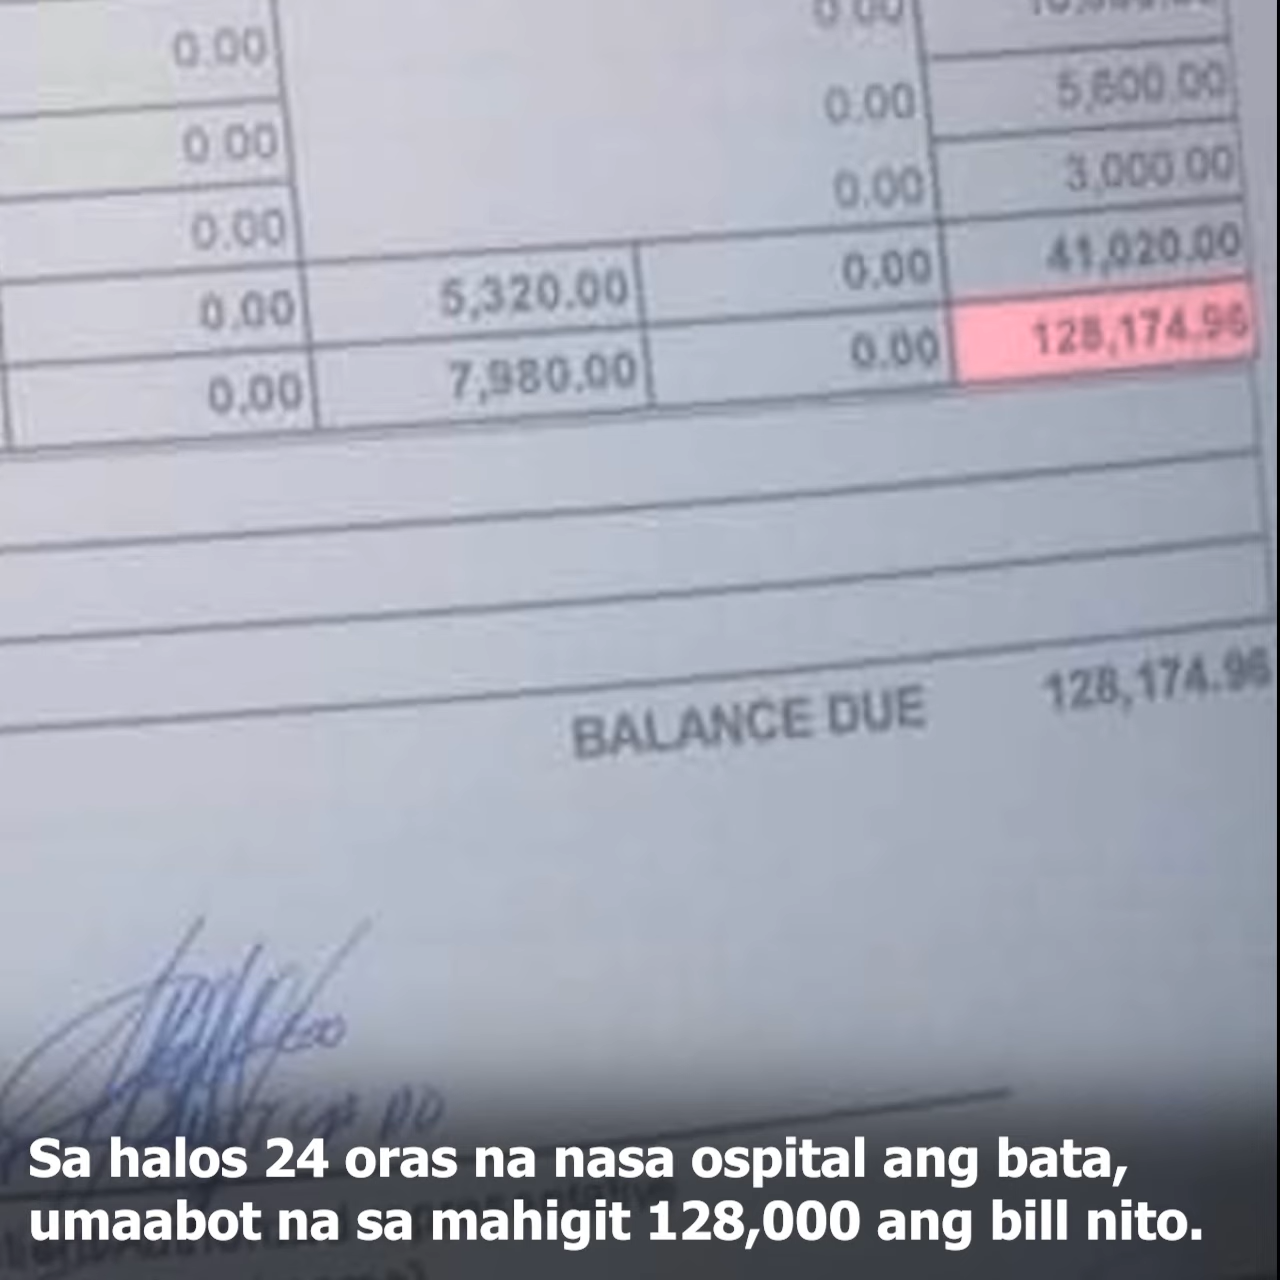 0.00 0.00
0.00 0.00 5,600.00
0.00 0.00 3,000.00
0.00 5,320.00 0.00 41,020.00
0.00 7,980.00 0.00 128,174.96
BALANCE DUE 128,174.96
Sa halos 24 oras na nasa ospital ang bata,
umaabot na sa mahigit 128,000 ang bill nito.